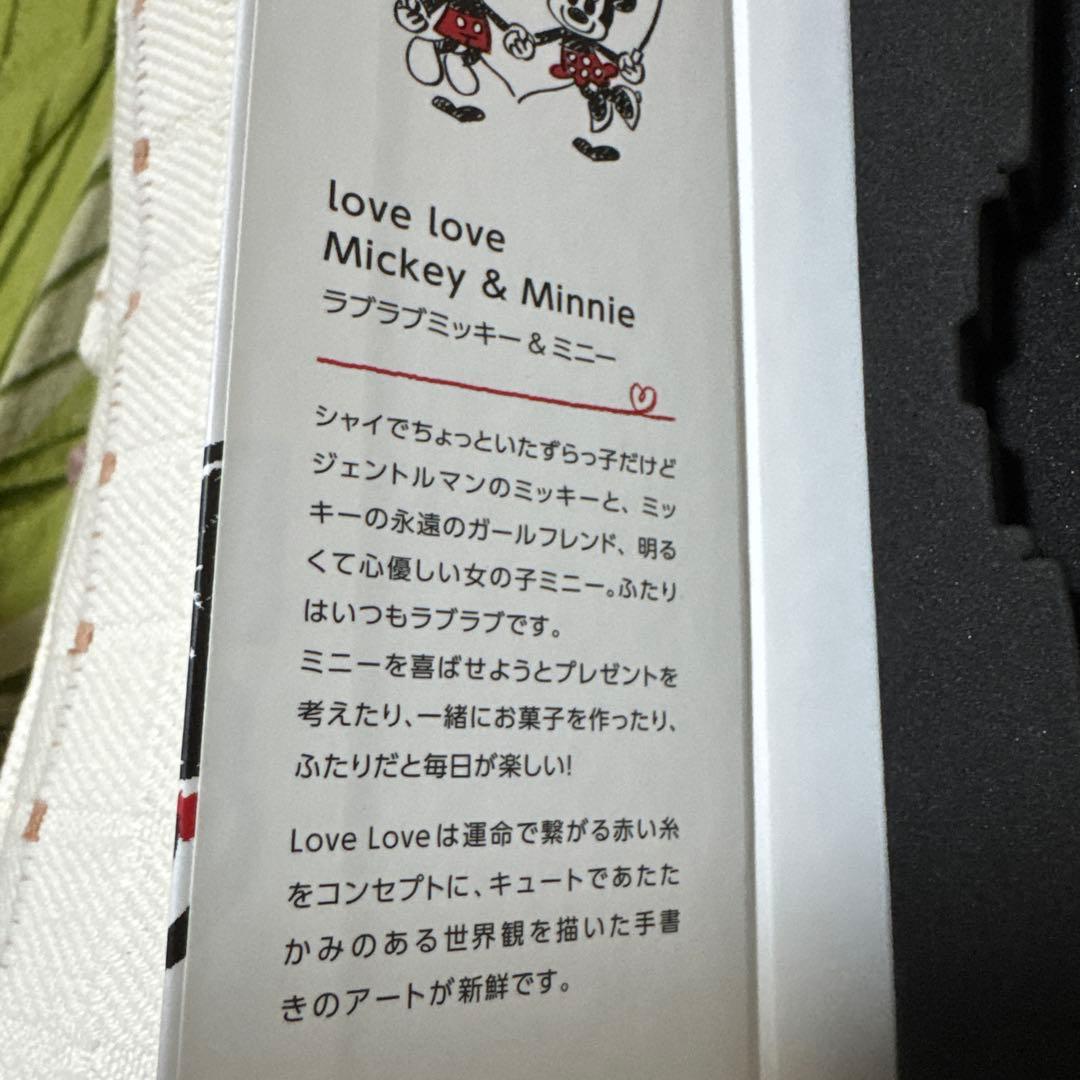 love love
Mickey & Minnie
ラブラブミッキー&ミニー
シャイでちょっといたずらっ子だけど
ジェントルマンのミッキーと、ミッ
キーの永遠のガールフレンド、明る
くて心優しい女の子ミニー。ふたり
はいつもラブラブです。
ミニーを喜ばせようとプレゼントを
考えたり、一緒にお菓子を作ったり、
ふたりだと毎日が楽しい!
Love Loveは運命で繋がる赤い糸
をコンセプトに、キュートであたた
かみのある世界観を描いた手書
きのアートが新鮮です。